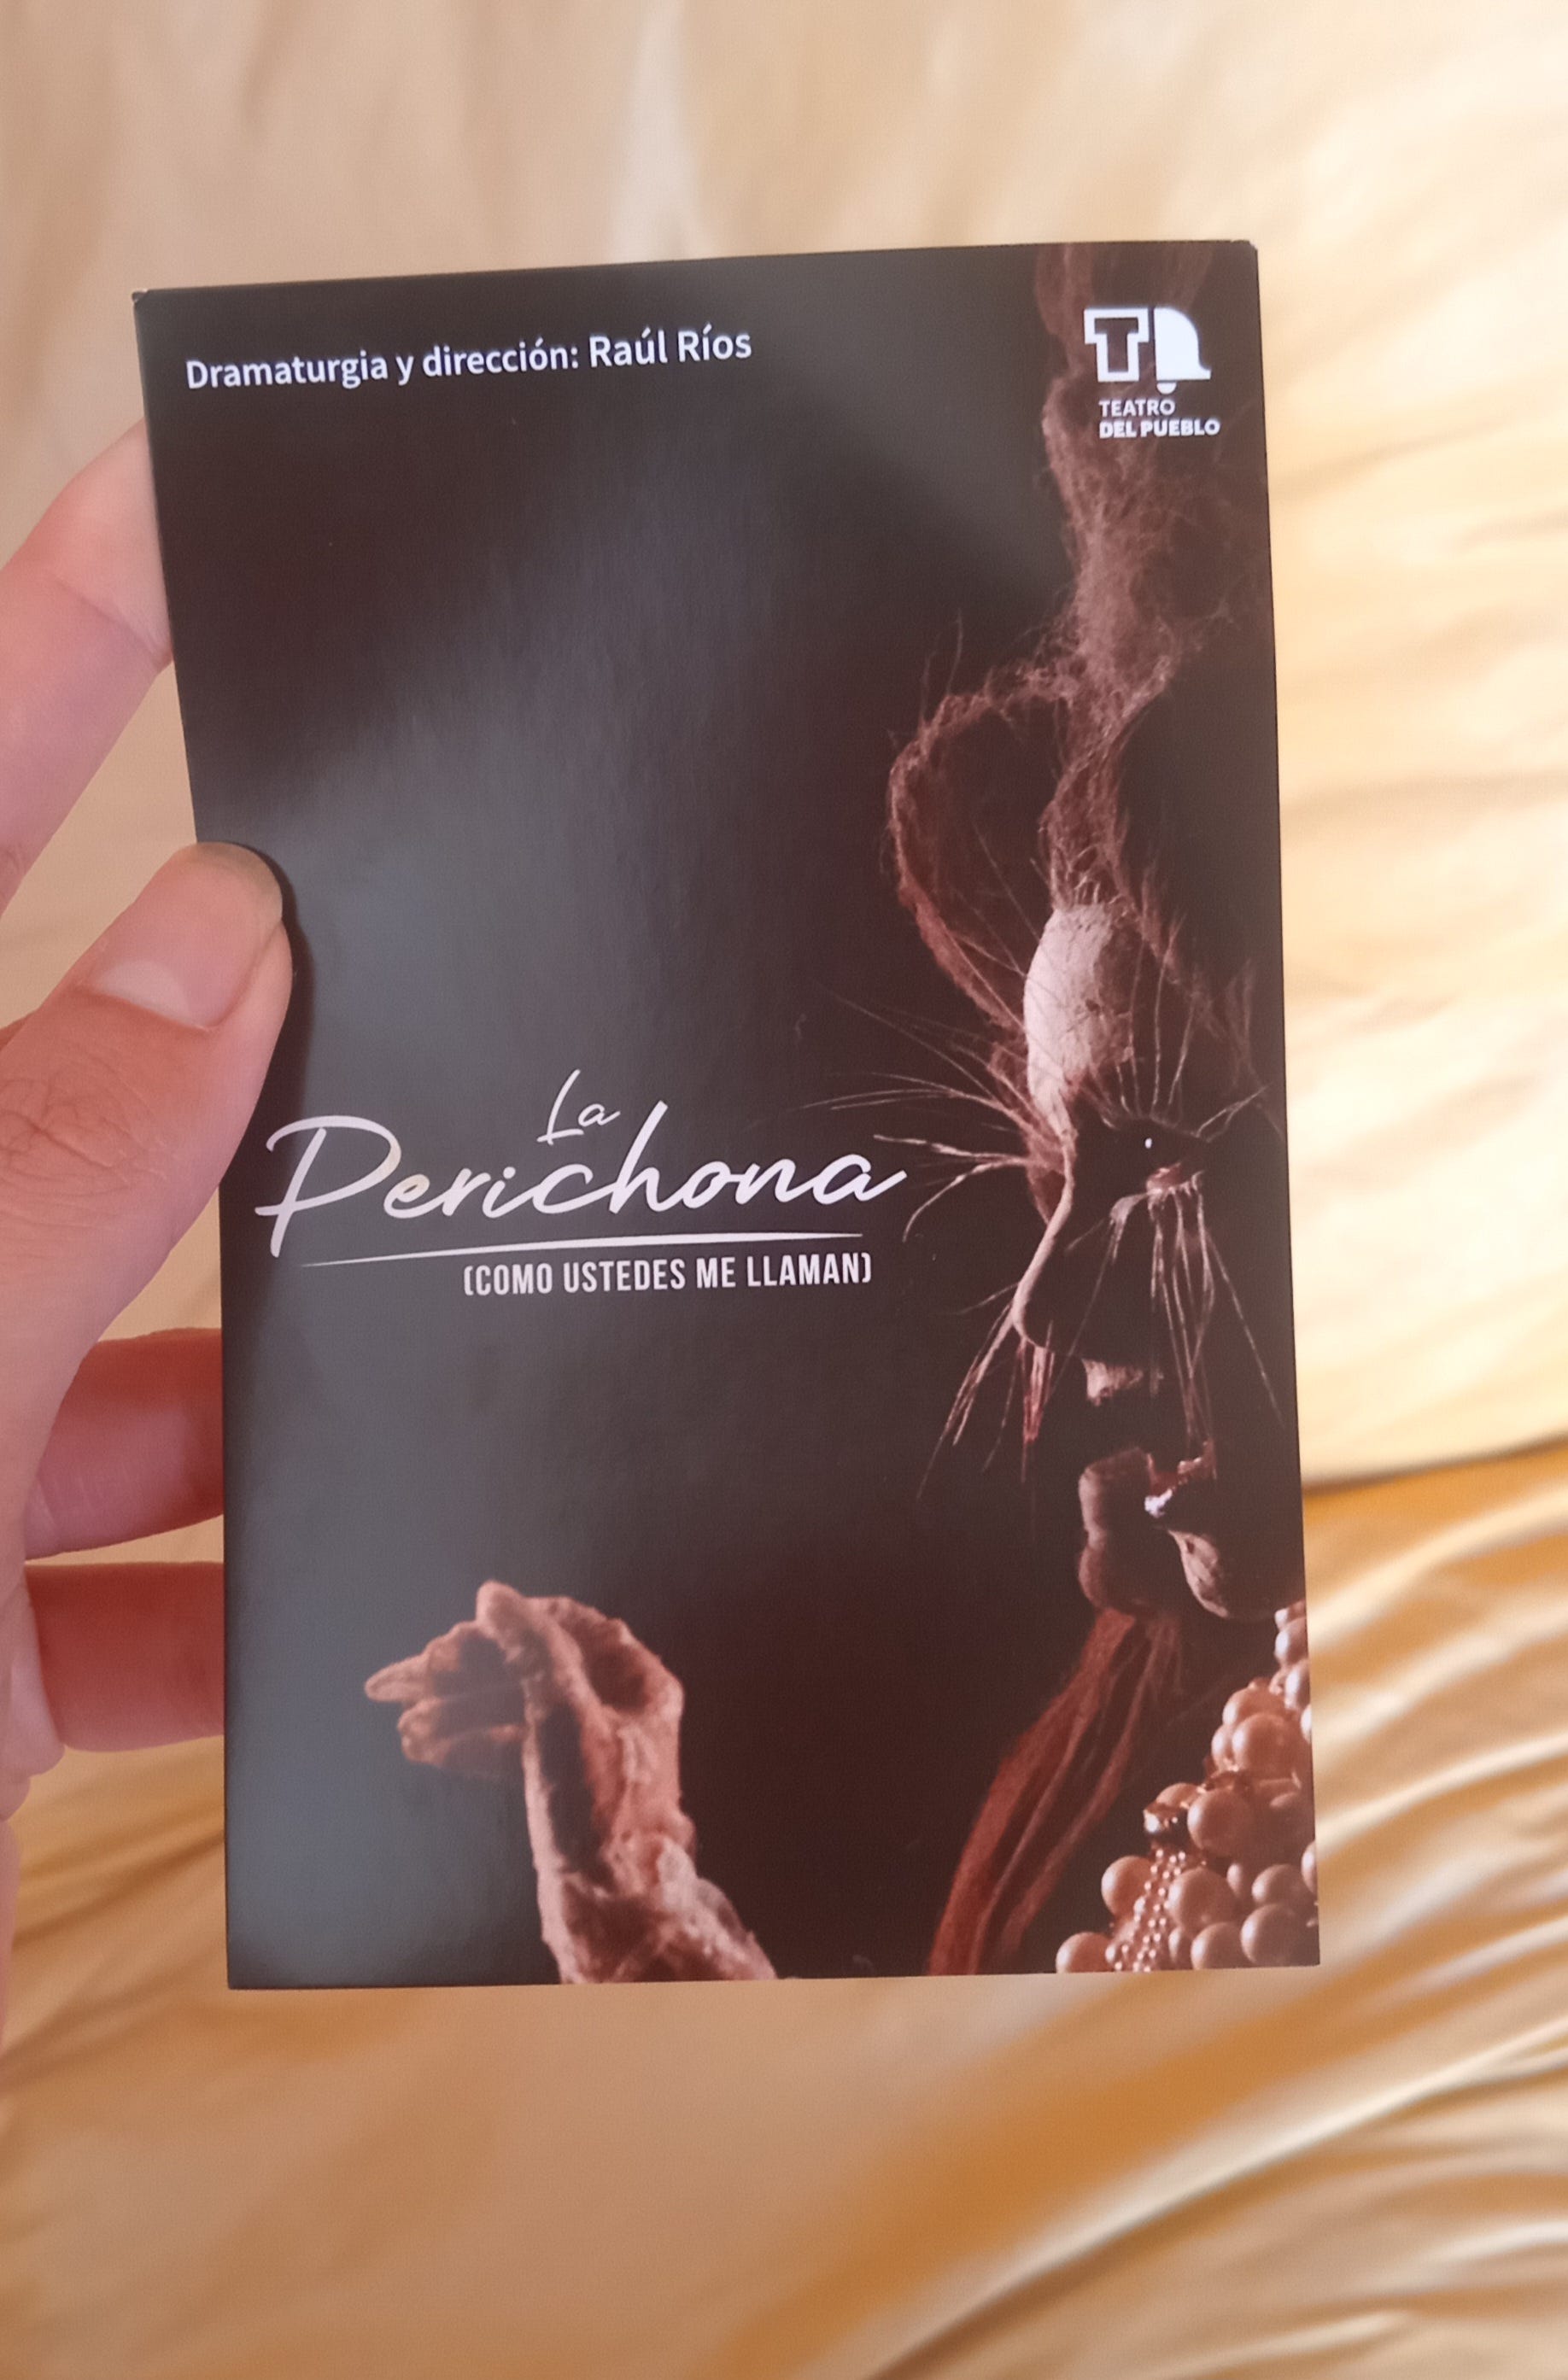 Dramaturgia y dirección: Raúl Ríos
TEATRO
DEL PUEBLO
La
Perichona
(COMO USTEDES ME LLAMAN)